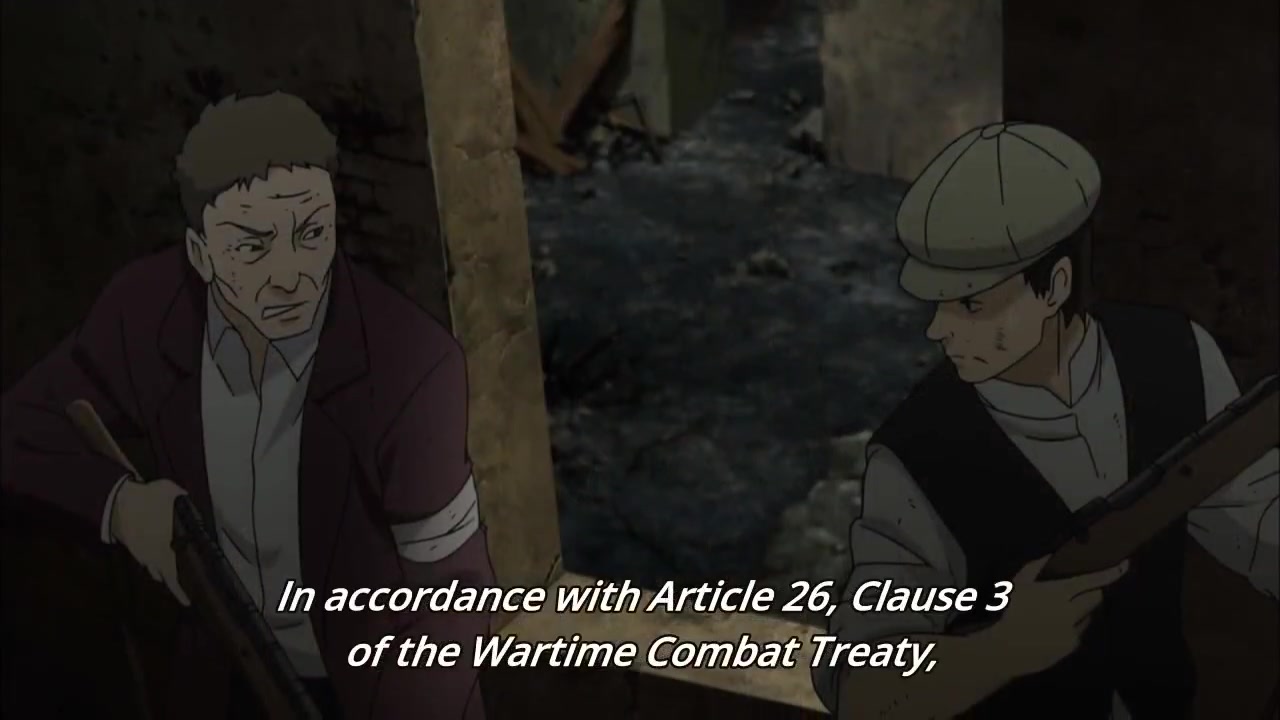 In accordance with Article 26, Clause 3
of the Wartime Combat Treaty,